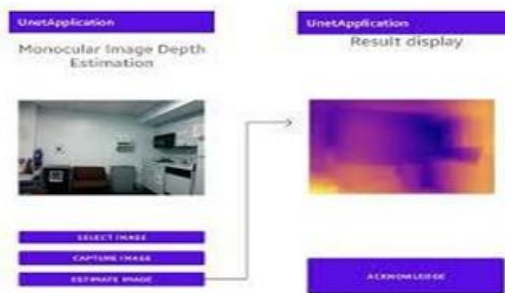 UnetApplication
Monocular Image Depth
Estimation
SELECT IMAGE
CAPTURE IMAGE
ESTIMATE IMAGE
UnetApplication
Result display
ACKNOWLEDGE